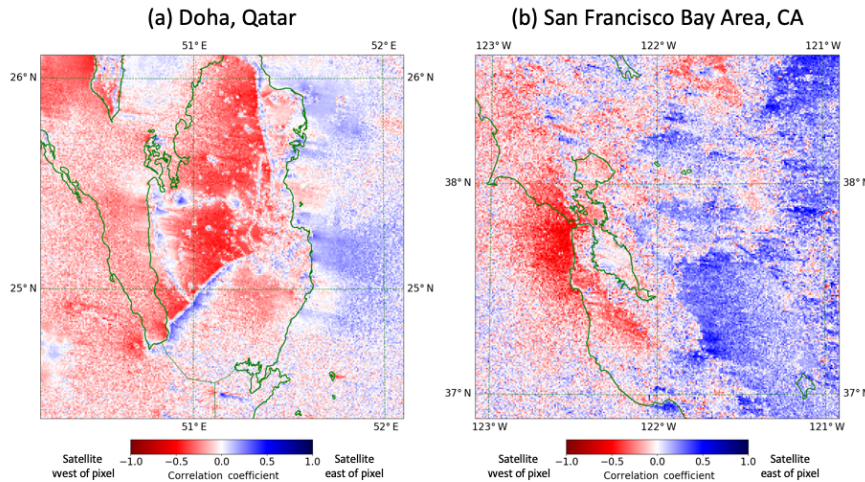 (a) Doha, Qatar
(b) San Francisco Bay Area, CA
51° E
52° E
123° W
122° W
121° W
26° N
26° N
38° N
38° N
25° N
25° N
37° N
37° N
51° E
52° E
123° W
122° W
121° W
Satellite
west of pixel
−1.0
−0.5
0.0
0.5
1.0
Correlation coefficient
Satellite
east of pixel
Satellite
west of pixel
−1.0
−0.5
0.0
0.5
1.0
Correlation coefficient
Satellite
east of pixel